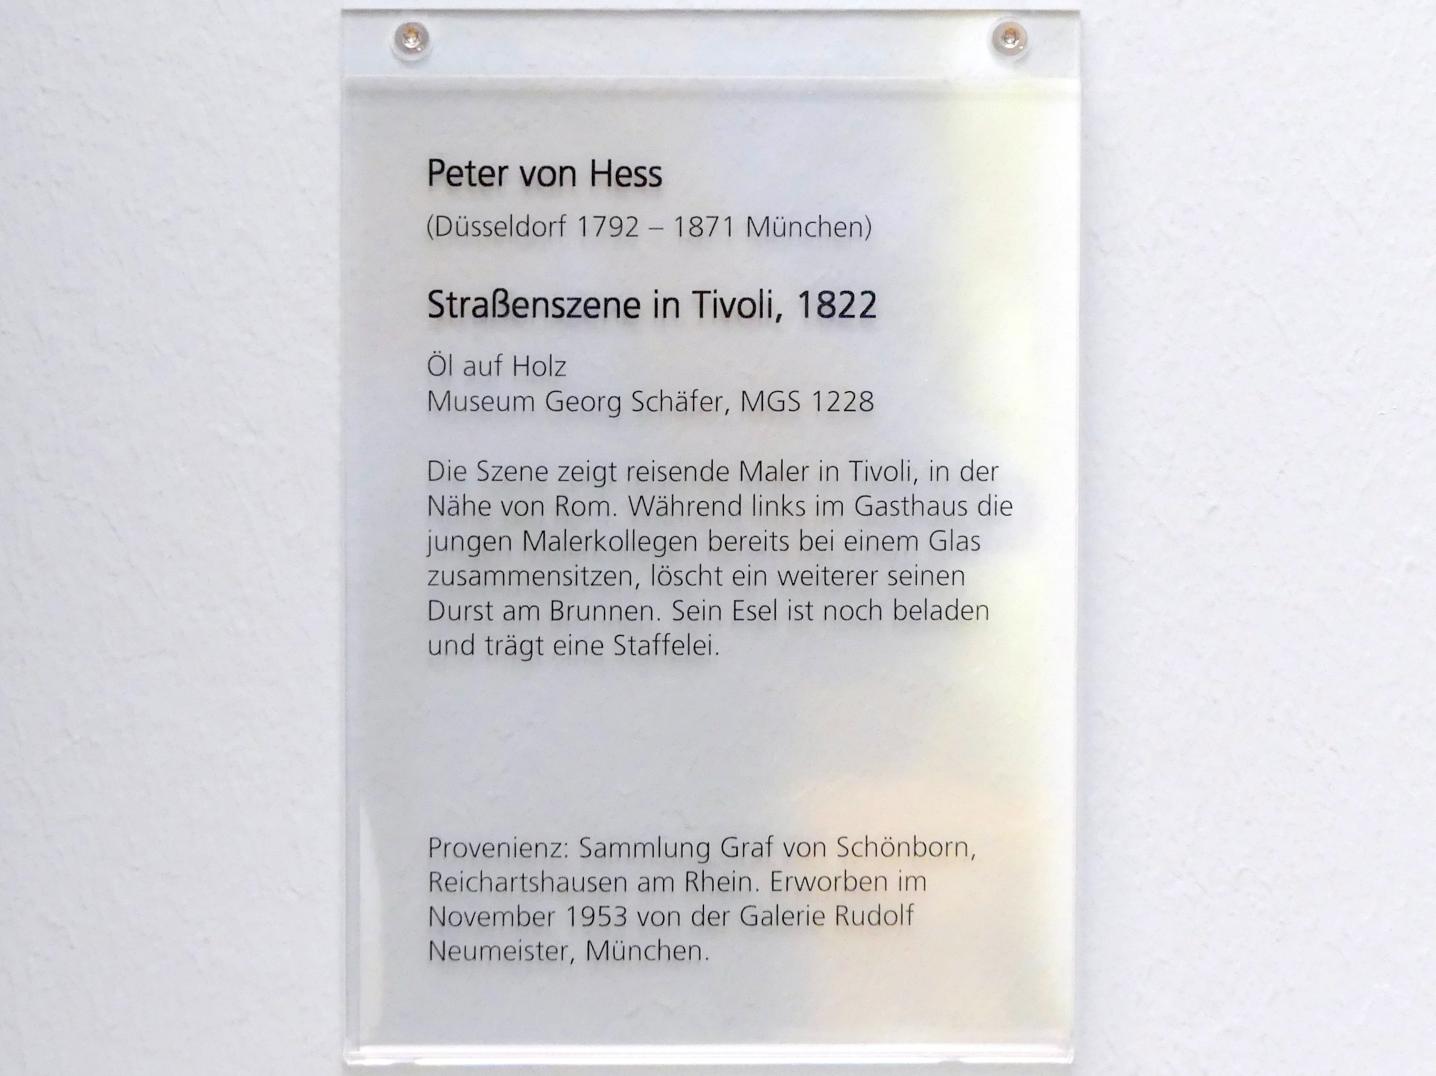 Peter von Hess
(Düsseldorf 1792 – 1871 München)
Straßenszene in Tivoli, 1822
Öl auf Holz
Museum Georg Schäfer, MGS 1228
Die Szene zeigt reisende Maler in Tivoli, in der
Nähe von Rom. Während links im Gasthaus die
jungen Malerkollegen bereits bei einem Glas
zusammensitzen, löscht ein weiterer seinen
Durst am Brunnen. Sein Esel ist noch beladen
und trägt eine Staffelei.
Provenienz: Sammlung Graf von Schönborn,
Reichartshausen am Rhein. Erworben im
November 1953 von der Galerie Rudolf
Neumeister, München.